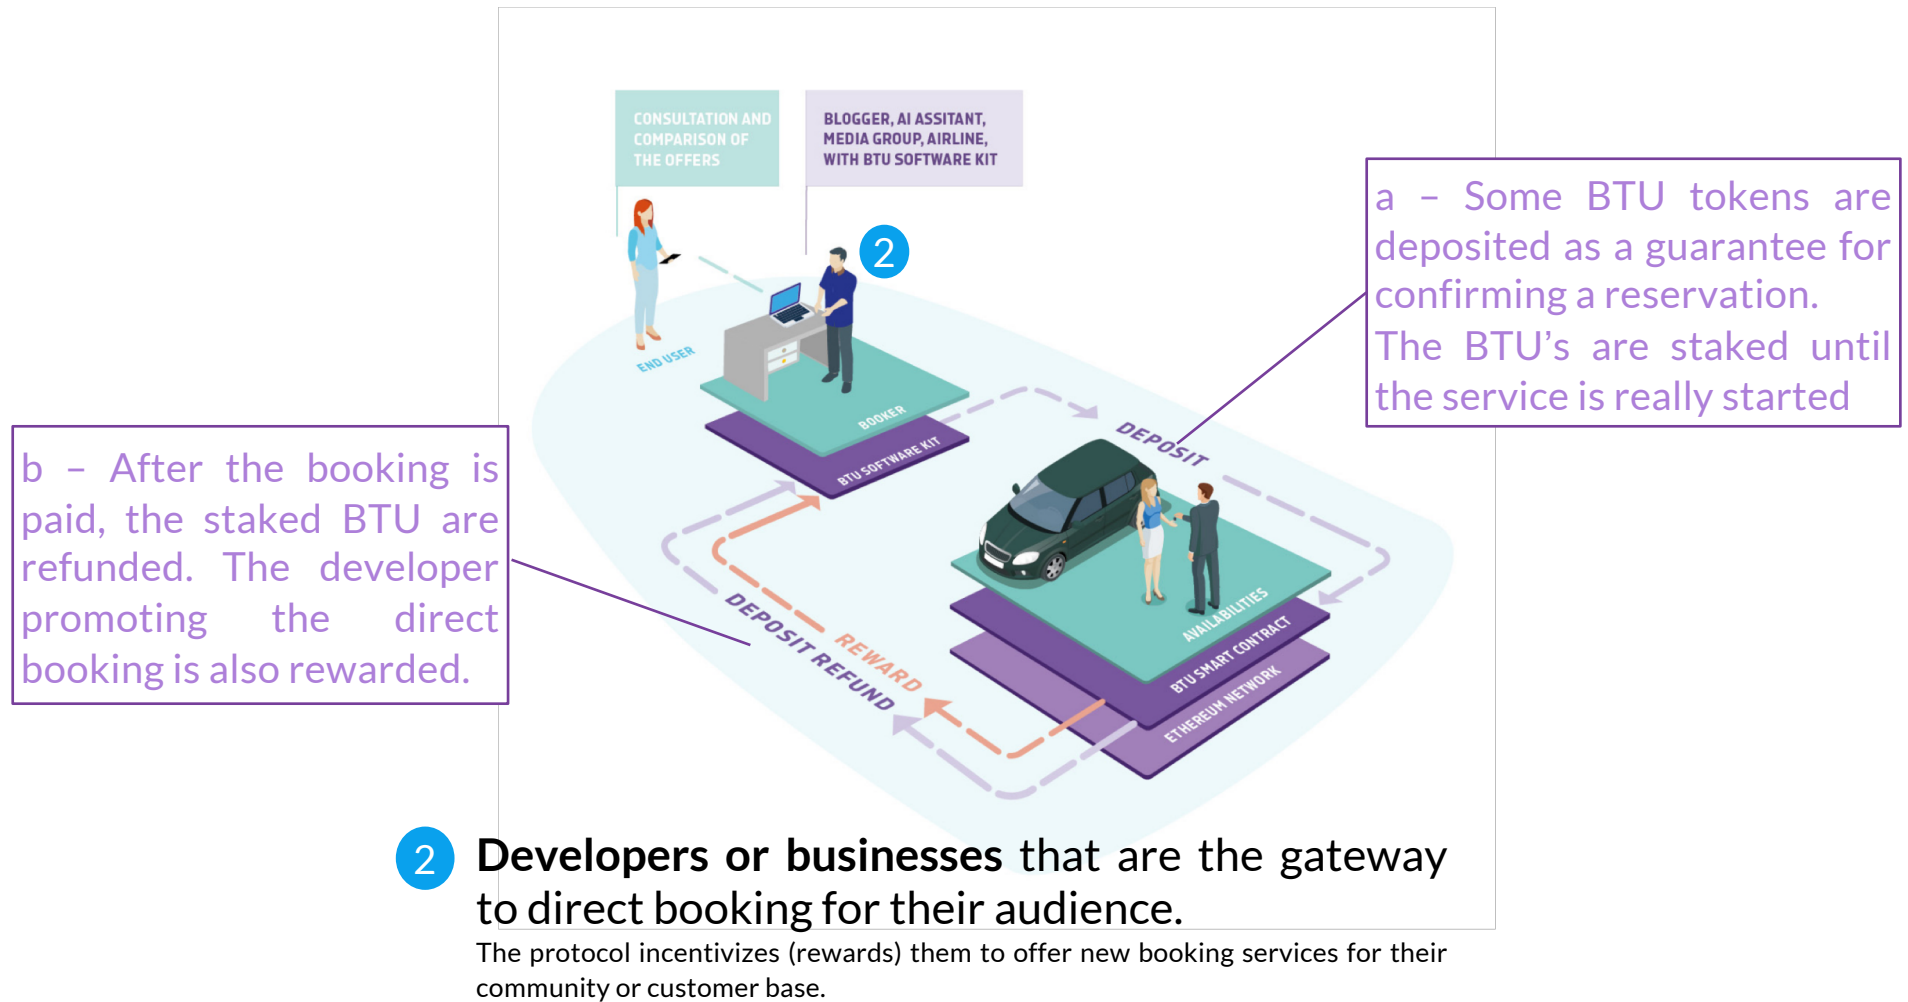 CONSULTATION AND
COMPARISON OF
THE OFFERS
BLOGGER, AI ASSITANT,
MEDIA GROUP, AIRLINE,
WITH BTU SOFTWARE KIT
2
END USER
BOOKER
BTU SOFTWARE KIT
DEPOSIT
a – Some BTU tokens are
deposited as a guarantee for
confirming a reservation.
The BTU’s are staked until
the service is really started
b – After the booking is
paid, the staked BTU are
refunded. The developer
promoting the direct
booking is also rewarded.
AVAILABILITIES
BTU SMART CONTRACT
ETHEREUM NETWORK
REWARD
DEPOSIT REFUND
2
Developers or businesses that are the gateway
to direct booking for their audience.
The protocol incentivizes (rewards) them to offer new booking services for their
community or customer base.